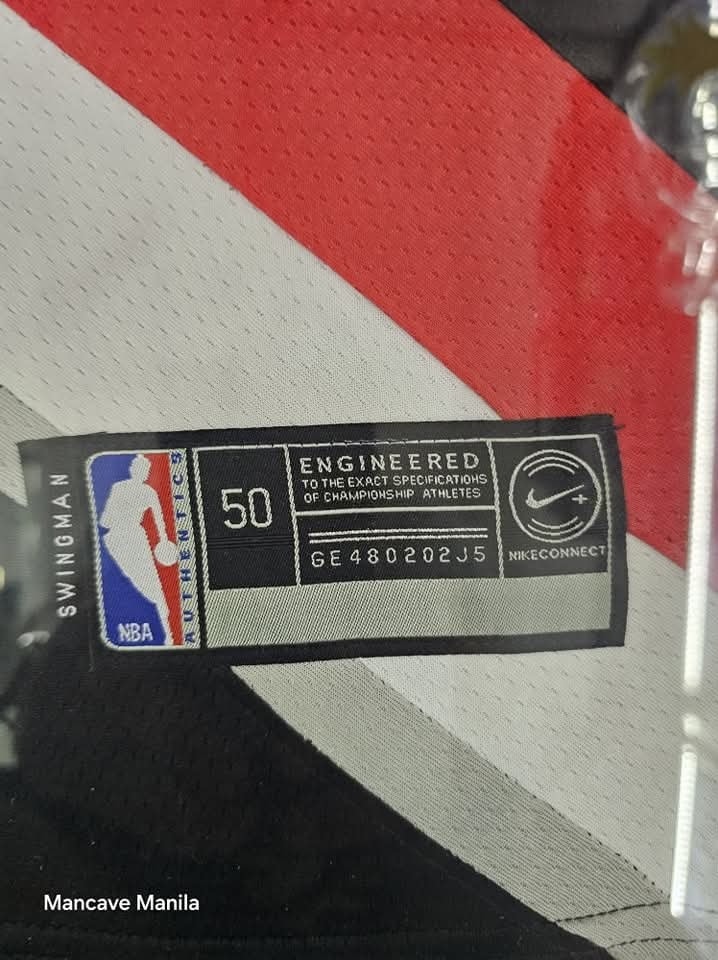 SWINGMAN
NBA
AUTHENTICS
50
ENGINEERED
TO THE EXACT SPECIFICATIONS
OF CHAMPIONSHIP ATHLETES
GE480202J5
NIKECONNECT
Mancave Manila